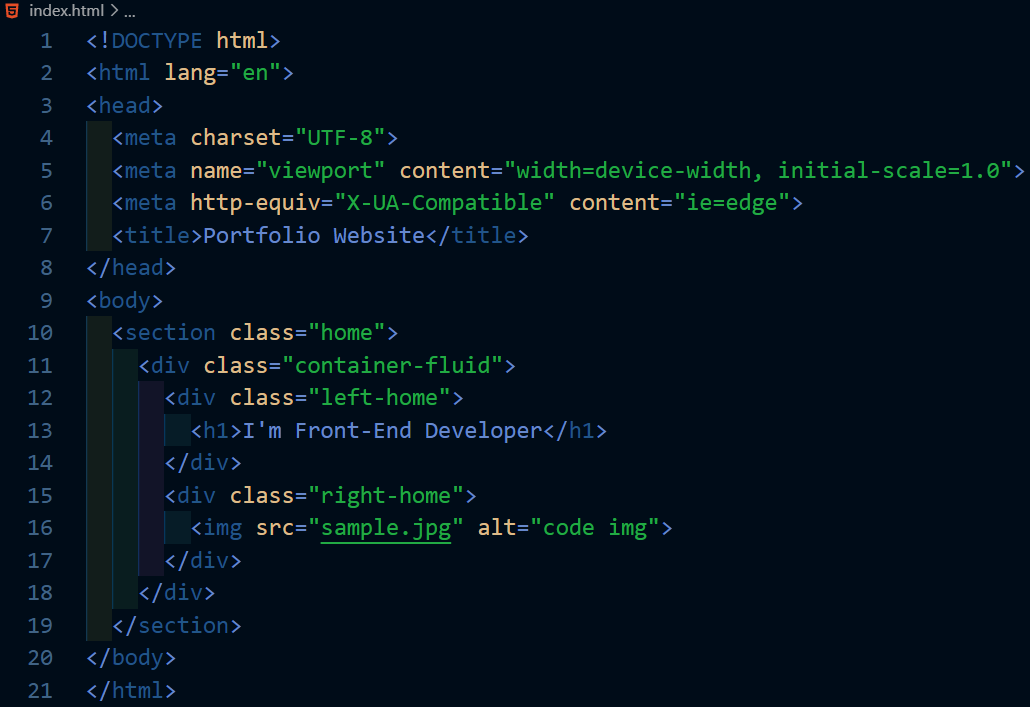 index.html > ...
1 <!DOCTYPE html>
2 <html lang="en">
3 <head>
4   <meta charset="UTF-8">
5   <meta name="viewport" content="width=device-width, initial-scale=1.0">
6   <meta http-equiv="X-UA-Compatible" content="ie=edge">
7   <title>Portfolio Website</title>
8 </head>
9 <body>
10   <section class="home">
11     <div class="container-fluid">
12       <div class="left-home">
13         <h1>I'm Front-End Developer</h1>
14       </div>
15       <div class="right-home">
16         <img src="sample.jpg" alt="code img">
17       </div>
18     </div>
19   </section>
20 </body>
21 </html>